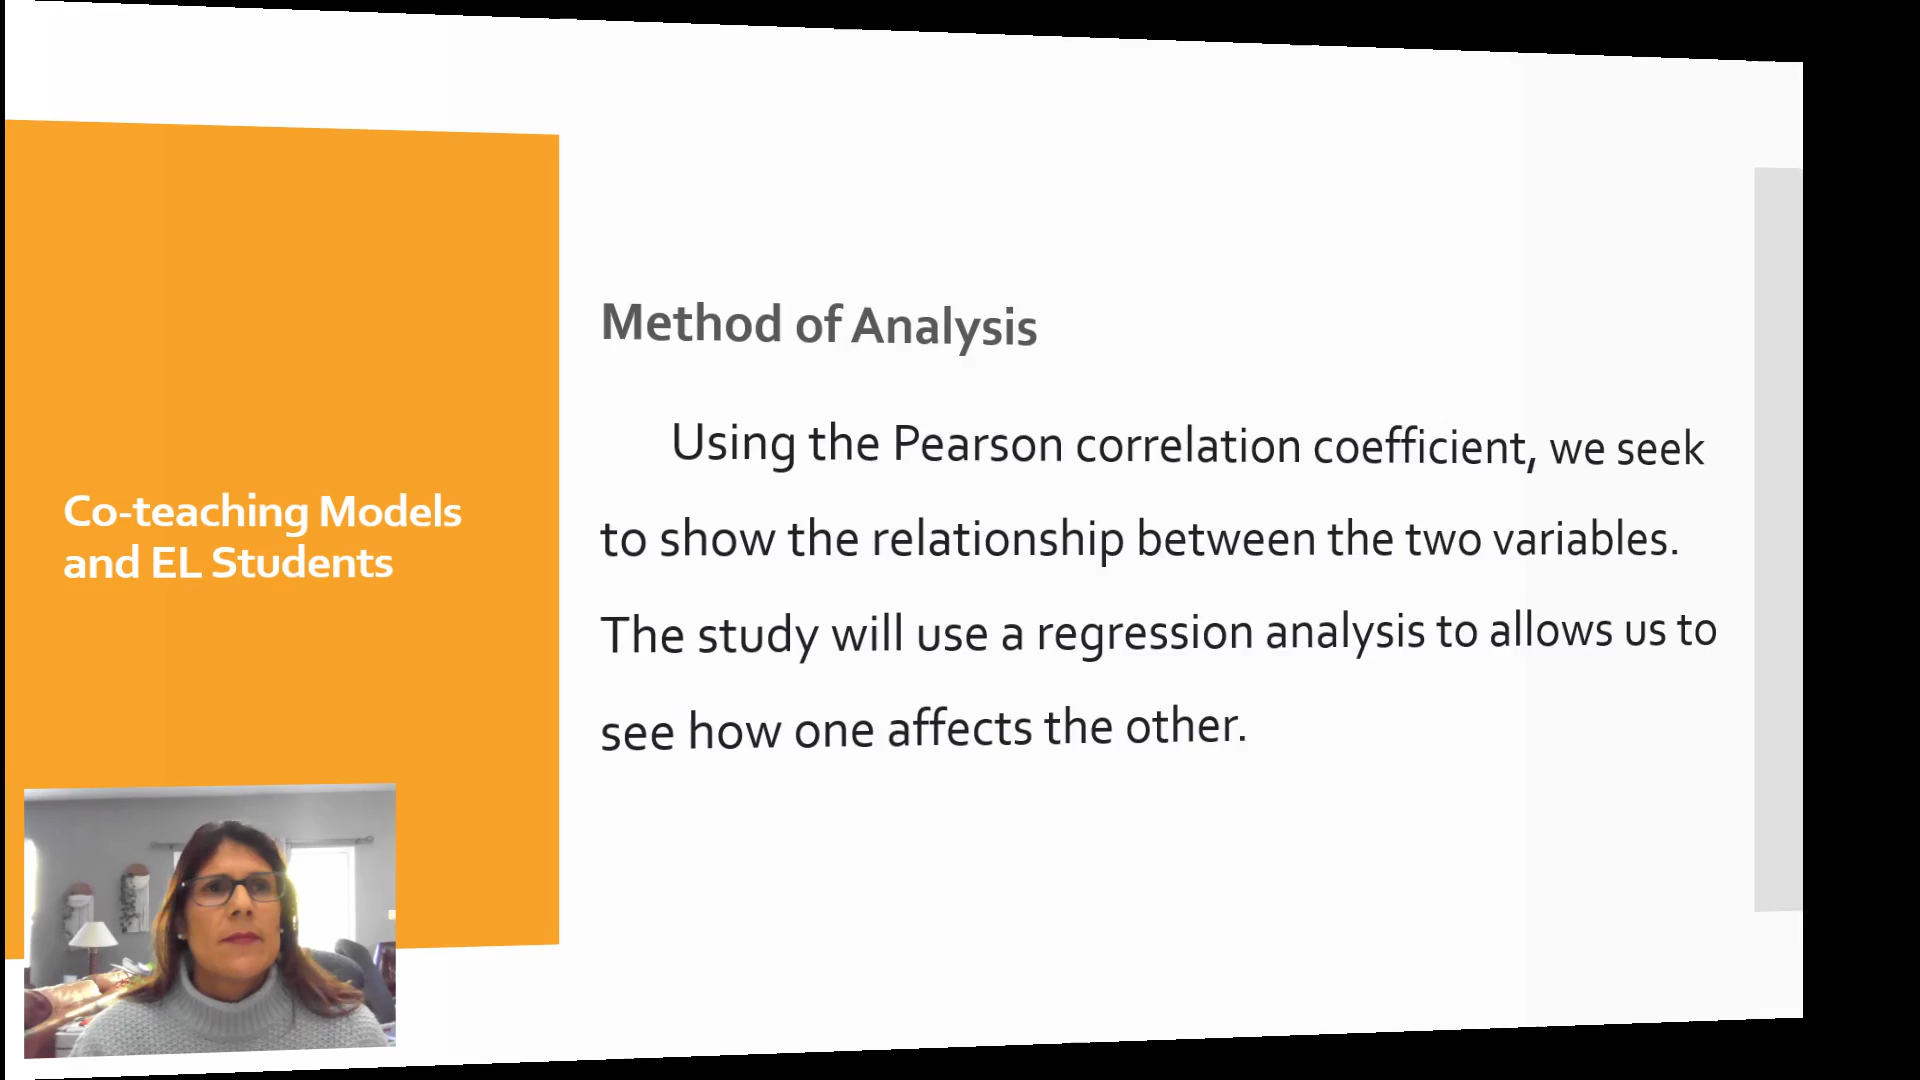 Co-teaching Models
and EL Students
Method of Analysis
Using the Pearson correlation coefficient, we seek
to show the relationship between the two variables.
The study will use a regression analysis to allows us to
see how one affects the other.